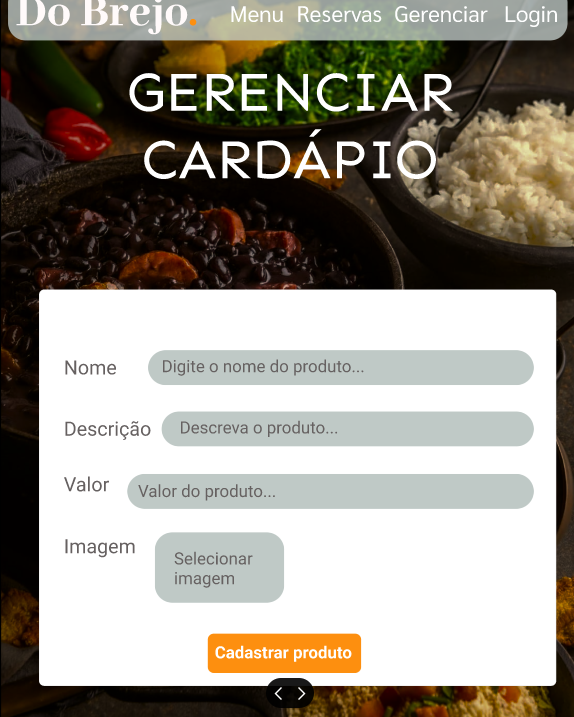 Do Brejo. Menu Reservas Gerenciar Login
GERENCIAR
CARDÁPIO
Nome Digite o nome do produto...
Descrição Descreva o produto...
Valor Valor do produto...
Imagem Selecionar
imagem
Cadastrar produto